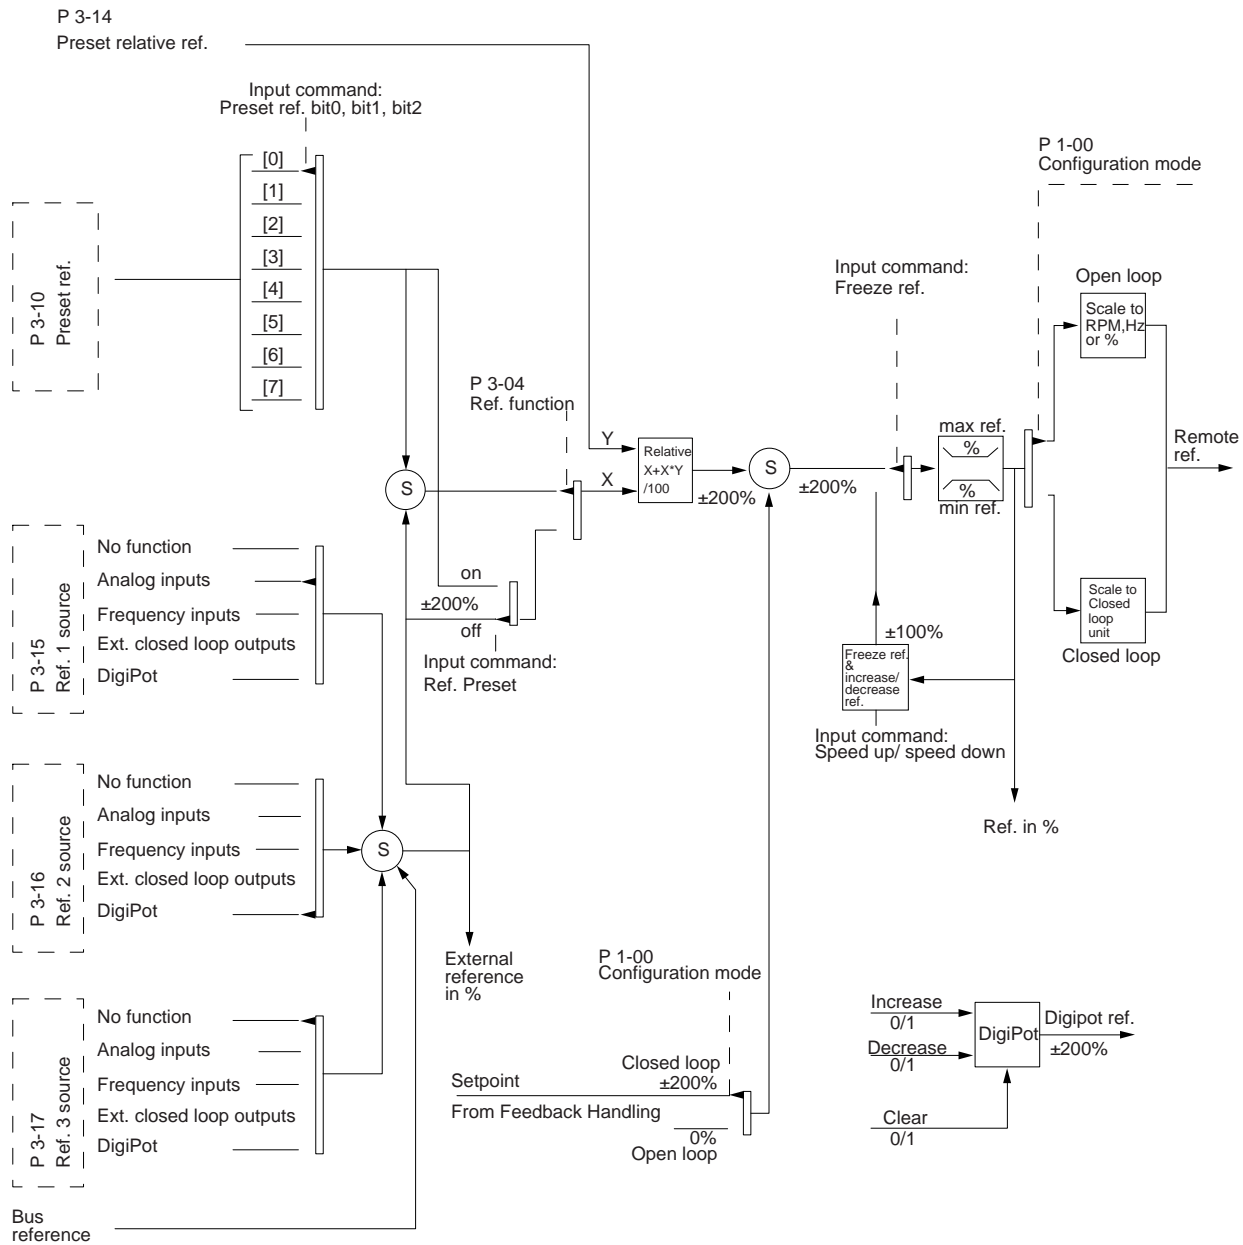 P 3-14
Preset relative ref.
Input command:
Preset ref. bit0, bit1, bit2
[0]
[1]
[2]
[3]
[4]
[5]
[6]
[7]
P 3-10
Preset ref.
P 1-00
Configuration mode
Input command:
Freeze ref.
Open loop
Scale to
RPM,Hz
or %
P 3-04
Ref. function
Y
X
Relative
X+X*Y
/100
±200%
S
±200%
max ref.
%
%
min ref.
Remote
ref.
S
P 3-15
Ref. 1 source
No function
Analog inputs
Frequency inputs
Ext. closed loop outputs
DigiPot
on
±200%
off
Input command:
Ref. Preset
±100%
Freeze ref.
&
increase/
decrease
ref.
Input command:
Speed up/ speed down
Scale to
Closed
loop
unit
Closed loop
Ref. in %
P 3-16
Ref. 2 source
No function
Analog inputs
Frequency inputs
Ext. closed loop outputs
DigiPot
S
External
reference
in %
P 1-00
Configuration mode
P 3-17
Ref. 3 source
No function
Analog inputs
Frequency inputs
Ext. closed loop outputs
DigiPot
Closed loop
Setpoint
±200%
From Feedback Handling
0%
Open loop
Increase
0/1
Decrease
0/1
Clear
0/1
DigiPot
Digipot ref.
±200%
Bus
reference